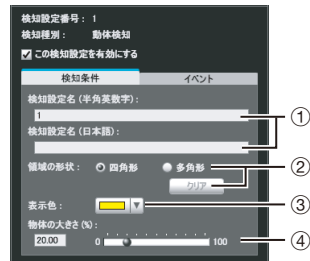 検知設定番号： 1
検知種別： 動体検知
この検知設定を有効にする
検知条件 イベント
検知設定名 (半角英数字)：
1
①
検知設定名 (日本語)：
領域の形状： 四角形 多角形
②
クリア
表示色：
③
物体の大きさ (%)：
20.00 0 100
④